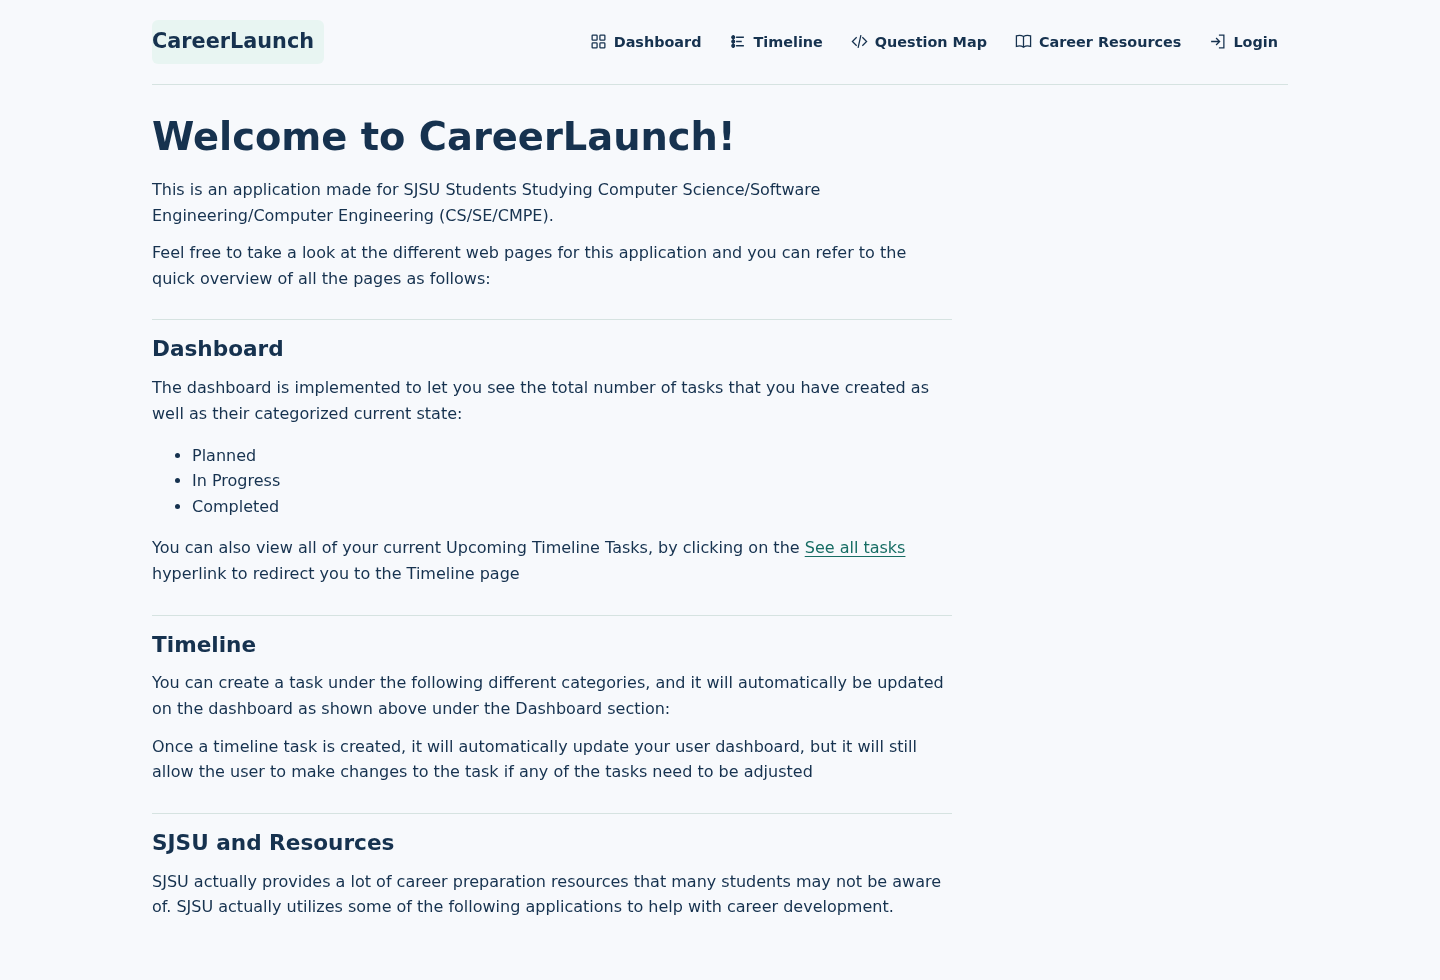 CareerLaunch
Dashboard
Timeline
Question Map
Career Resources
Login
Welcome to CareerLaunch!
This is an application made for SJSU Students Studying Computer Science/Software
Engineering/Computer Engineering (CS/SE/CMPE).
Feel free to take a look at the different web pages for this application and you can refer to the
quick overview of all the pages as follows:
Dashboard
The dashboard is implemented to let you see the total number of tasks that you have created as
well as their categorized current state:
• Planned
• In Progress
• Completed
You can also view all of your current Upcoming Timeline Tasks, by clicking on the See all tasks
hyperlink to redirect you to the Timeline page
Timeline
You can create a task under the following different categories, and it will automatically be updated
on the dashboard as shown above under the Dashboard section:
Once a timeline task is created, it will automatically update your user dashboard, but it will still
allow the user to make changes to the task if any of the tasks need to be adjusted
SJSU and Resources
SJSU actually provides a lot of career preparation resources that many students may not be aware
of. SJSU actually utilizes some of the following applications to help with career development.